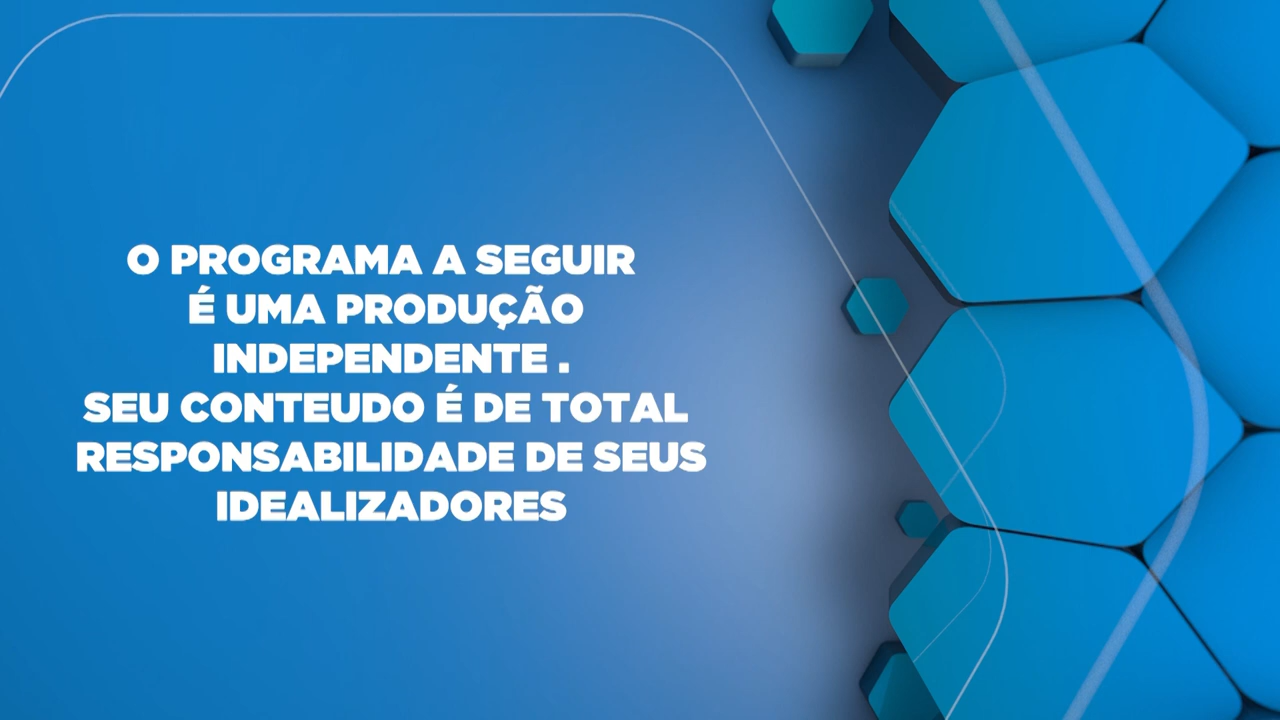 O PROGRAMA A SEGUIR
É UMA PRODUÇÃO
INDEPENDENTE .
SEU CONTEUDO É DE TOTAL
RESPONSABILIDADE DE SEUS
IDEALIZADORES